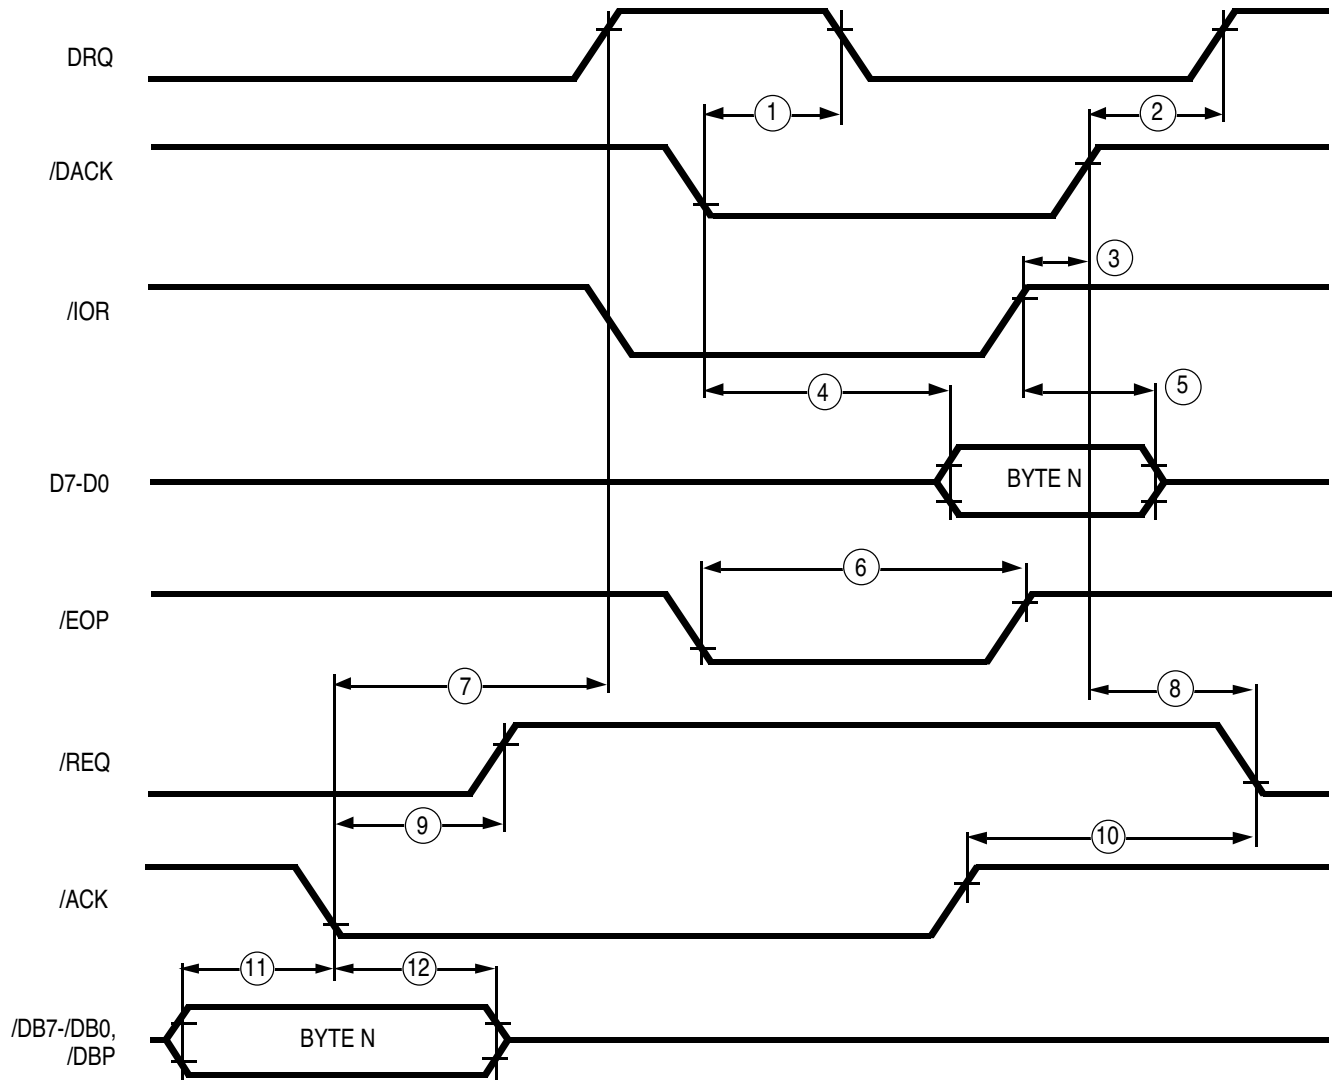 DRQ
1
2
/DACK
3
/IOR
4
5
D7-D0
BYTE N
6
/EOP
7
8
/REQ
9
10
/ACK
11
12
/DB7-/DB0,
/DBP
BYTE N